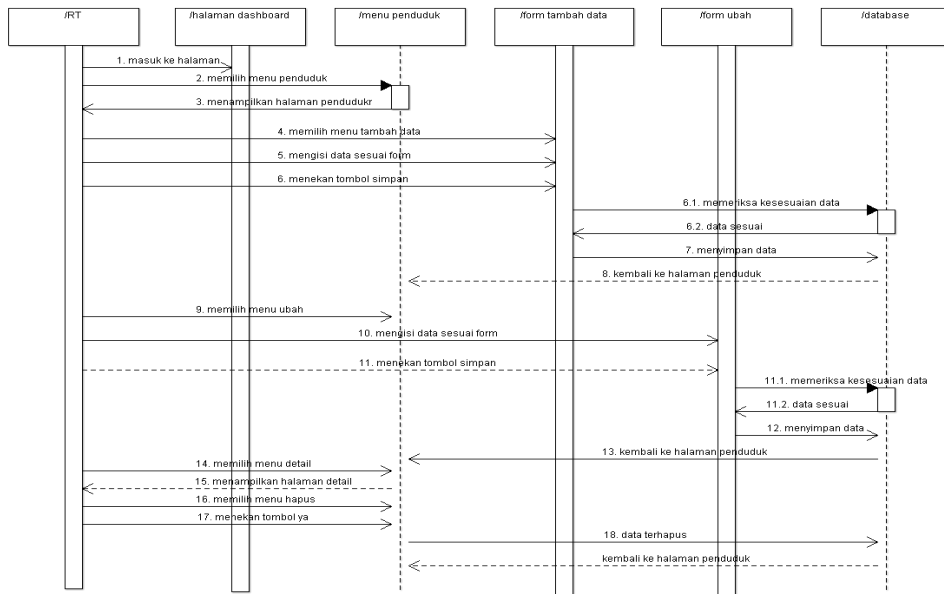 /RT
/halaman dashboard
/menu penduduk
/form tambah data
/form ubah
/database
1. masuk ke halaman
2. memilih menu penduduk
3. menampilkan halaman pendudukr
4. memilih menu tambah data
5. mengisi data sesuai form
6. menekan tombol simpan
6.1. memeriksa kesesuaian data
6.2. data sesuai
7. menyimpan data
8. kembali ke halaman penduduk
9. memilih menu ubah
10. mengisi data sesuai form
11. menekan tombol simpan
11.1. memeriksa kesesuaian data
11.2. data sesuai
12. menyimpan data
13. kembali ke halaman penduduk
14. memilih menu detail
15. menampilkan halaman detail
16. memilih menu hapus
17. menekan tombol ya
18. data terhapus
kembali ke halaman penduduk